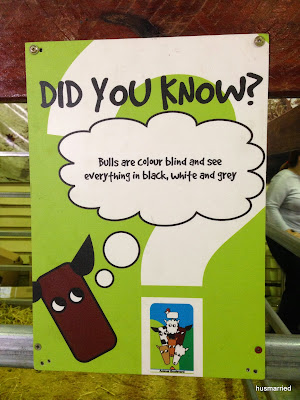 DID YOU KNOW?
Bulls are colour blind and see
everything in black, white and grey
husmarried